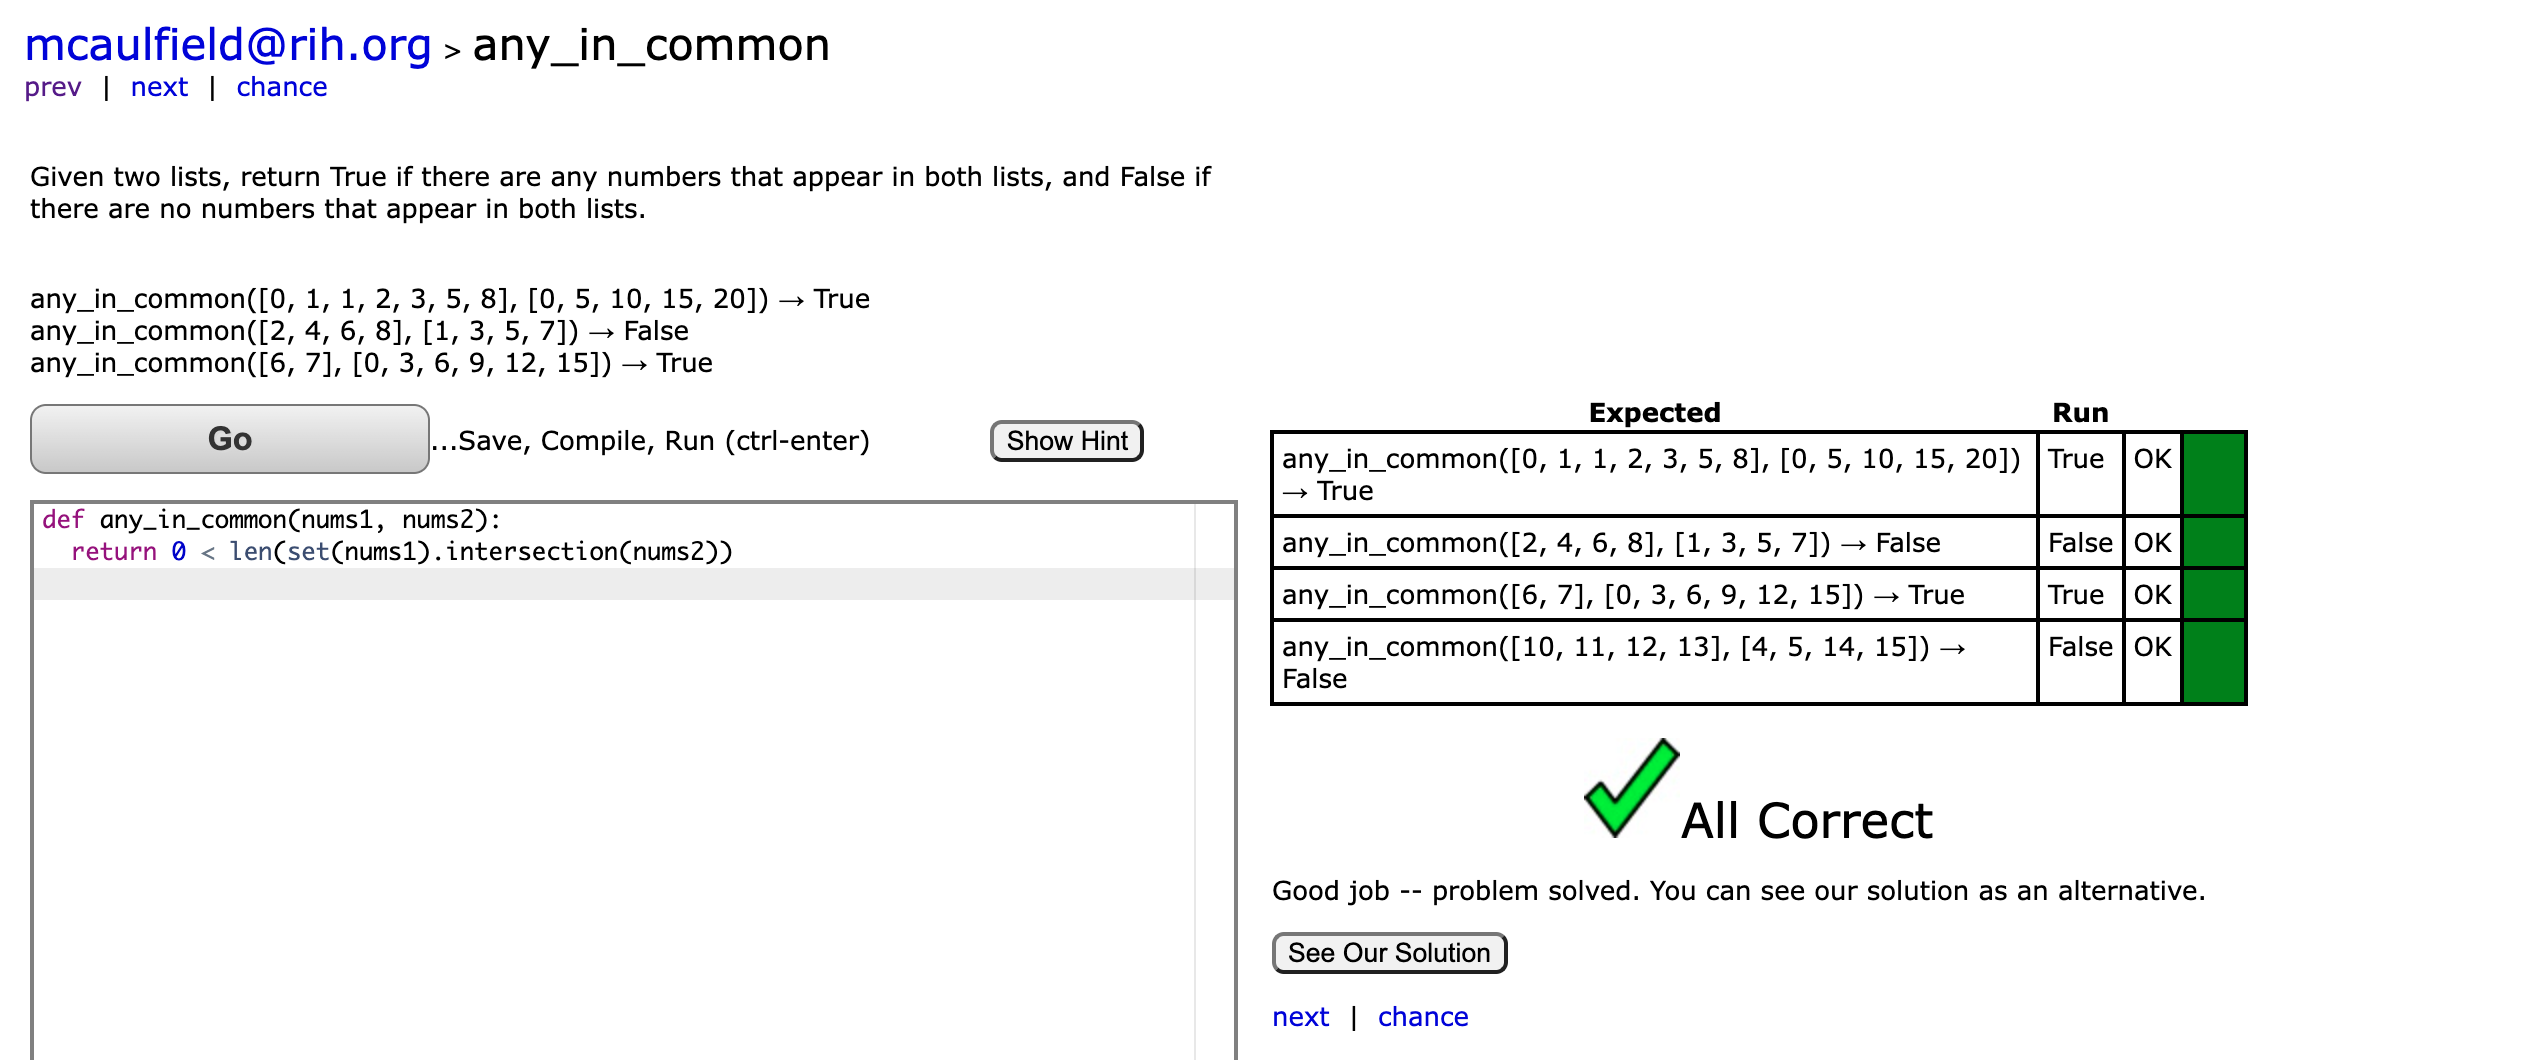 mcaulfield@rih.org > any_in_common
prev | next | chance
Given two lists, return True if there are any numbers that appear in both lists, and False if
there are no numbers that appear in both lists.
any_in_common([0, 1, 1, 2, 3, 5, 8], [0, 5, 10, 15, 20]) → True
any_in_common([2, 4, 6, 8], [1, 3, 5, 7]) → False
any_in_common([6, 7], [0, 3, 6, 9, 12, 15]) → True
Go ...Save, Compile, Run (ctrl-enter) Show Hint
def any_in_common(nums1, nums2):
  return 0 < len(set(nums1).intersection(nums2))
Expected Run
any_in_common([0, 1, 1, 2, 3, 5, 8], [0, 5, 10, 15, 20]) True OK
→ True
any_in_common([2, 4, 6, 8], [1, 3, 5, 7]) → False False OK
any_in_common([6, 7], [0, 3, 6, 9, 12, 15]) → True True OK
any_in_common([10, 11, 12, 13], [4, 5, 14, 15]) → False OK
False
All Correct
Good job -- problem solved. You can see our solution as an alternative.
See Our Solution
next | chance